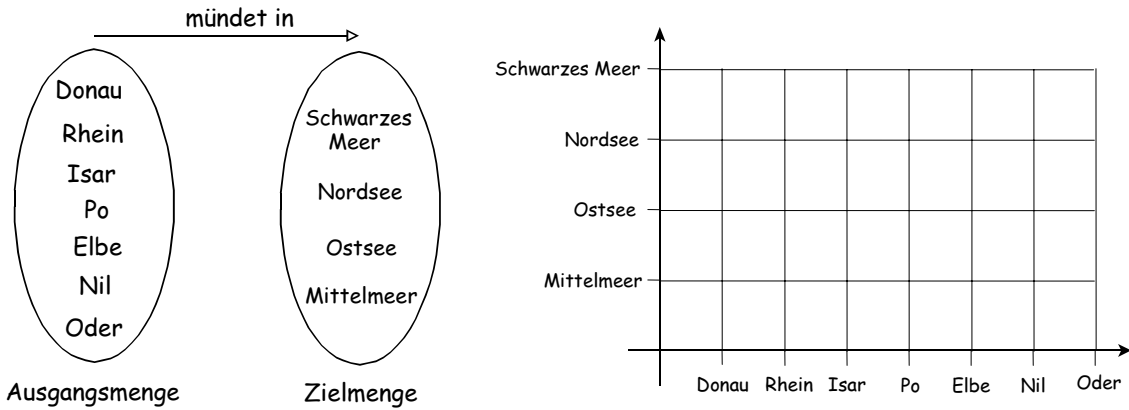 mündet in
Donau
Rhein
Isar
Po
Elbe
Nil
Oder
Ausgangsmenge
Schwarzes
Meer
Nordsee
Ostsee
Mittelmeer
Zielmenge
Schwarzes Meer
Nordsee
Ostsee
Mittelmeer
Donau Rhein Isar Po Elbe Nil Oder